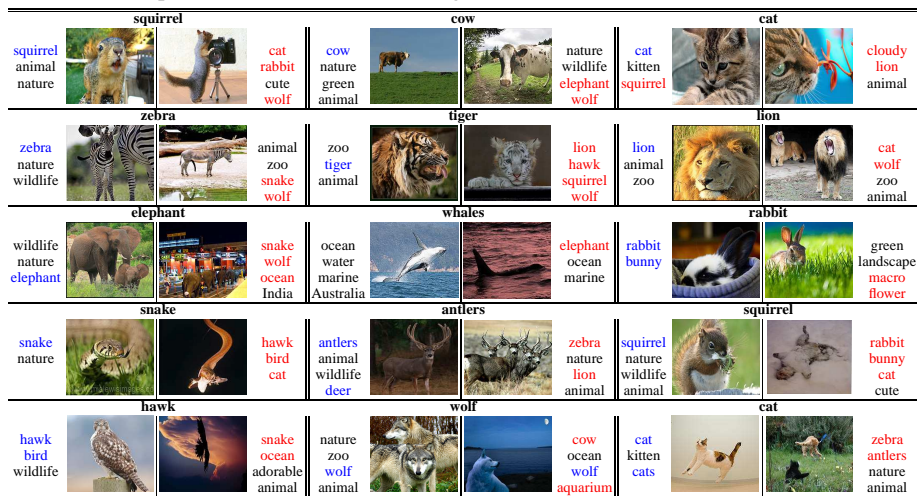 squirrel
squirrel
animal
nature
cat
rabbit
cute
wolf
cow
cow
nature
green
animal
nature
wildlife
elephant
wolf
cat
cat
kitten
squirrel
cloudy
lion
animal
zebra
zebra
nature
wildlife
animal
zoo
snake
wolf
tiger
zoo
tiger
animal
lion
hawk
squirrel
wolf
lion
lion
animal
zoo
cat
wolf
zoo
animal
elephant
wildlife
nature
elephant
snake
wolf
ocean
India
whales
ocean
water
marine
Australia
elephant
ocean
marine
rabbit
rabbit
bunny
green
landscape
macro
flower
snake
snake
nature
hawk
bird
cat
antlers
antlers
animal
wildlife
deer
zebra
nature
lion
animal
squirrel
squirrel
nature
wildlife
animal
rabbit
bunny
cat
cute
hawk
hawk
bird
wildlife
snake
ocean
adorable
animal
wolf
nature
zoo
wolf
animal
cow
ocean
wolf
aquarium
cat
cat
kitten
cats
zebra
antlers
nature
animal